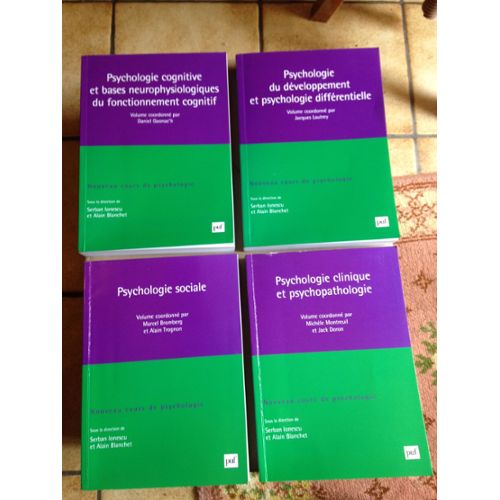 Psychologie cognitive
et bases neurophysiologiques
du fonctionnement cognitif
Volume coordonné par
Daniel Gaonac'h
Nouveau cours de psychologie
Sous la direction de
Serban Ionescu
et Alain Blanchet
puf
Psychologie
du développement
et psychologie différentielle
Volume coordonné par
Jacques Lautrey
Nouveau cours de psychologie
Sous la direction de
Serban Ionescu
et Alain Blanchet
puf
Psychologie sociale
Volume coordonné par
Marcel Bromberg
et Alain Trognon
Nouveau cours de psychologie
Sous la direction de
Serban Ionescu
et Alain Blanchet
puf
Psychologie clinique
et psychopathologie
Volume coordonné par
Michèle Montreuil
et Jack Doron
Nouveau cours de psychologie
Sous la direction de
Serban Ionescu
et Alain Blanchet
puf